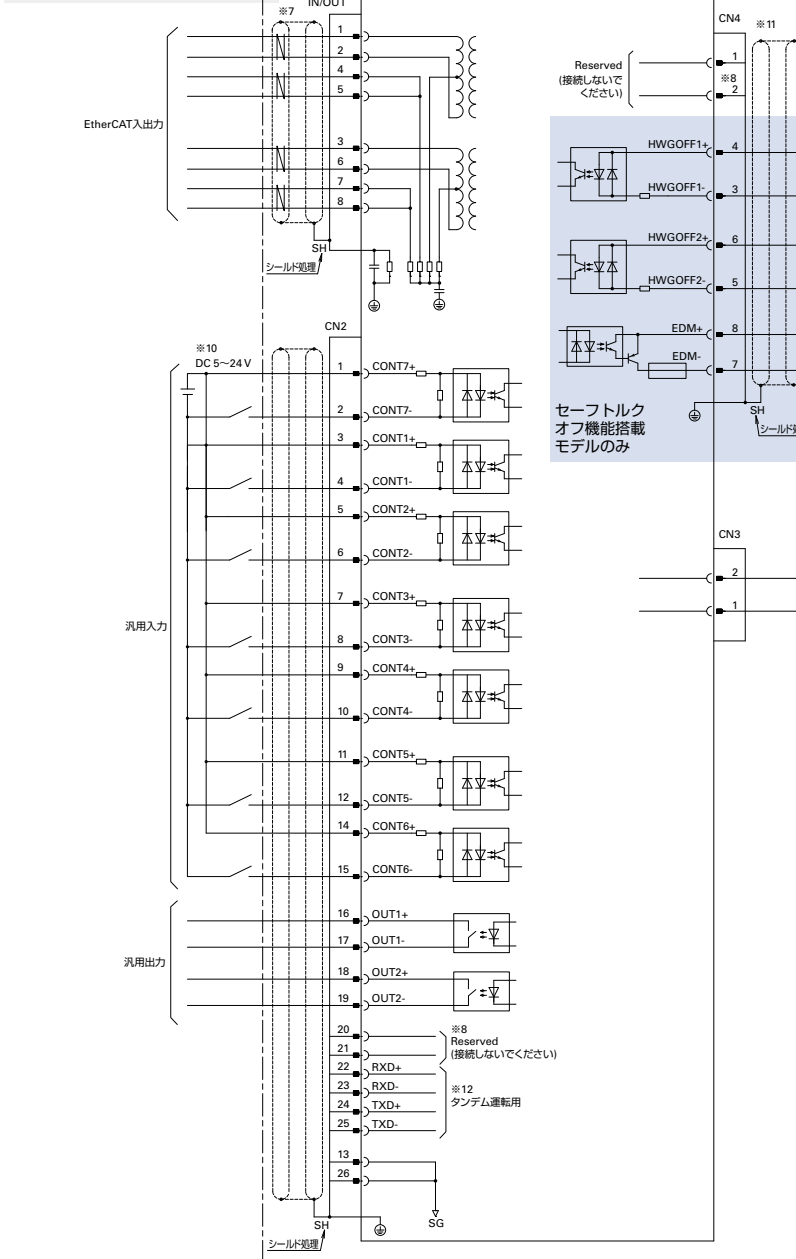 IN/OUT
※7
1
2
4
5
3
6
7
8
EtherCAT入出力
SH
シールド処理
CN2
※10
DC 5～24 V
1 CONT7+
2 CONT7-
3 CONT1+
4 CONT1-
5 CONT2+
6 CONT2-
7 CONT3+
8 CONT3-
9 CONT4+
10 CONT4-
11 CONT5+
12 CONT5-
14 CONT6+
15 CONT6-
汎用入力
16 OUT1+
17 OUT1-
18 OUT2+
19 OUT2-
汎用出力
20
21
※8
Reserved
(接続しないでください)
22 RXD+
23 RXD-
24 TXD+
25 TXD-
※12
タンデム運転用
13
26
SG
SH
シールド処理
CN4
※11
Reserved
(接続しないで
ください)
1
※8
2
HWGOFF1+ 4
HWGOFF1- 3
HWGOFF2+ 6
HWGOFF2- 5
EDM+ 8
EDM- 7
セーフトルク
オフ機能搭載
モデルのみ
SH
シールド処
CN3
2
1